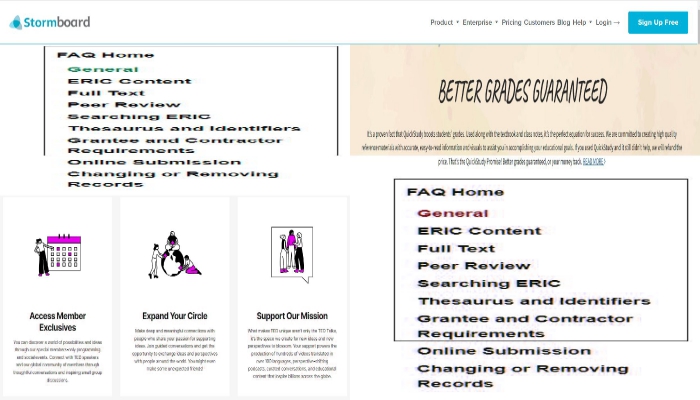 Stormboard
Product Enterprise Pricing Customers Blog Help Login → Sign Up Free
FAQ Home
General
ERIC Content
Full Text
Peer Review
Searching ERIC
Thesaurus and Identifiers
Grantee and Contractor
Requirements
Online Submission
Changing or Removing
Records
BETTER GRADES GUARANTEED
It's a proven fact that QuickStudy boosts students' grades. Used along with the textbook and class notes, it's the perfect equation for success. We are committed to creating high quality
reference materials with accurate, easy-to-read information and visuals to assist you in accomplishing your educational goals. If you used QuickStudy and it still didn't help, we will refund the
price. That's the QuickStudy Promise! Better grades guaranteed, or your money back. READ MORE
FAQ Home
General
ERIC Content
Full Text
Peer Review
Searching ERIC
Thesaurus and Identifiers
Grantee and Contractor
Requirements
Online Submission
Changing or Removing
Records
Access Member
Exclusives
You can discover a world of possibilities and ideas
through our special member-only programming
and social events. Connect with TED speakers
and our global community of members through
thoughtful conversations and inspiring small group
discussions.
Expand Your Circle
Make deep and meaningful connections with
people who share your passion for supporting
ideas. Join guided conversations and get the
opportunity to exchange ideas and perspectives
with people around the world. You might even
make some unexpected friends!
Support Our Mission
What makes TED unique aren't only the TED Talks,
it's the space we create for new ideas and new
perspectives to blossom. Your support powers the
production of hundreds of videos translated in
over 100 languages, perspective-shifting
podcasts, curated conversations, and educational
content that inspire billions across the globe.